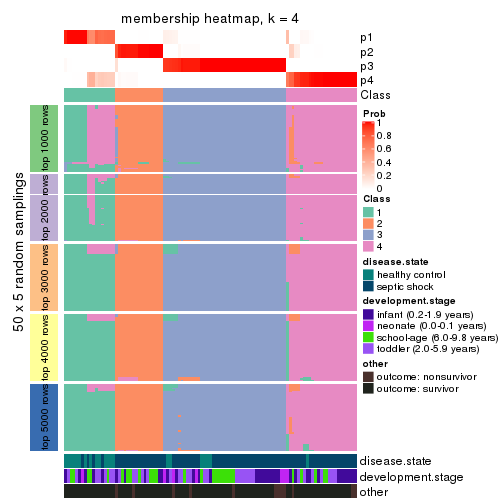 membership heatmap, k = 4
p1
p2
p3
p4
Class
50 x 5 random samplings
top 1000 rows
top 2000 rows
top 3000 rows
top 4000 rows
top 5000 rows
Prob
1
0.8
0.6
0.4
0.2
0
Class
1
2
3
4
disease.state
healthy control
septic shock
development.stage
infant (0.2-1.9 years)
neonate (0.0-0.1 years)
school-age (6.0-9.8 years)
toddler (2.0-5.9 years)
other
outcome: nonsurvivor
outcome: survivor
disease.state
development.stage
other